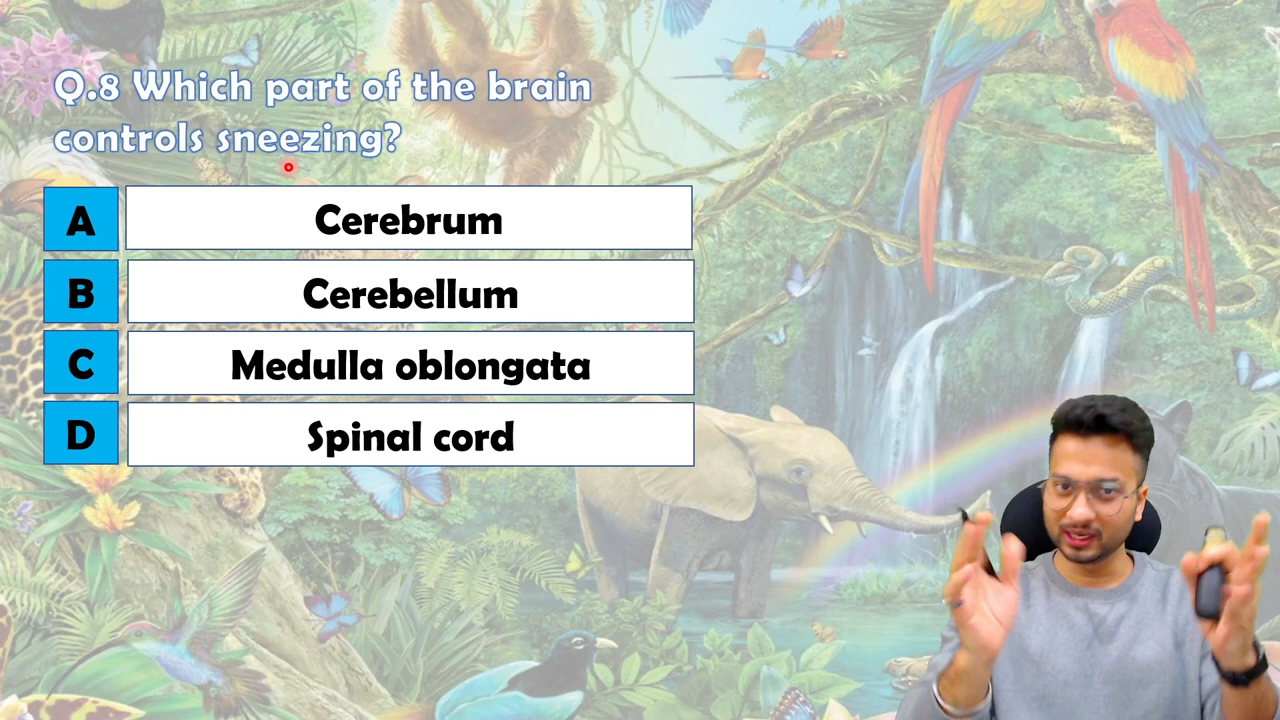 Q.8 Which part of the brain
controls sneezing?
A Cerebrum
B Cerebellum
C Medulla oblongata
D Spinal cord